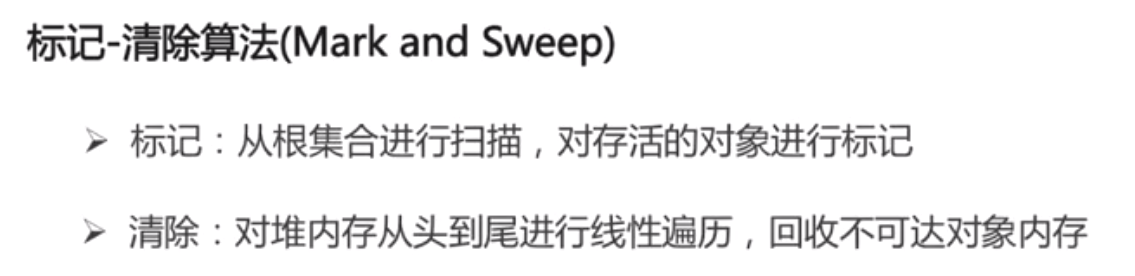 标记-清除算法(Mark and Sweep)
标记：从根集合进行扫描，对存活的对象进行标记
清除：对堆内存从头到尾进行线性遍历，回收不可达对象内存